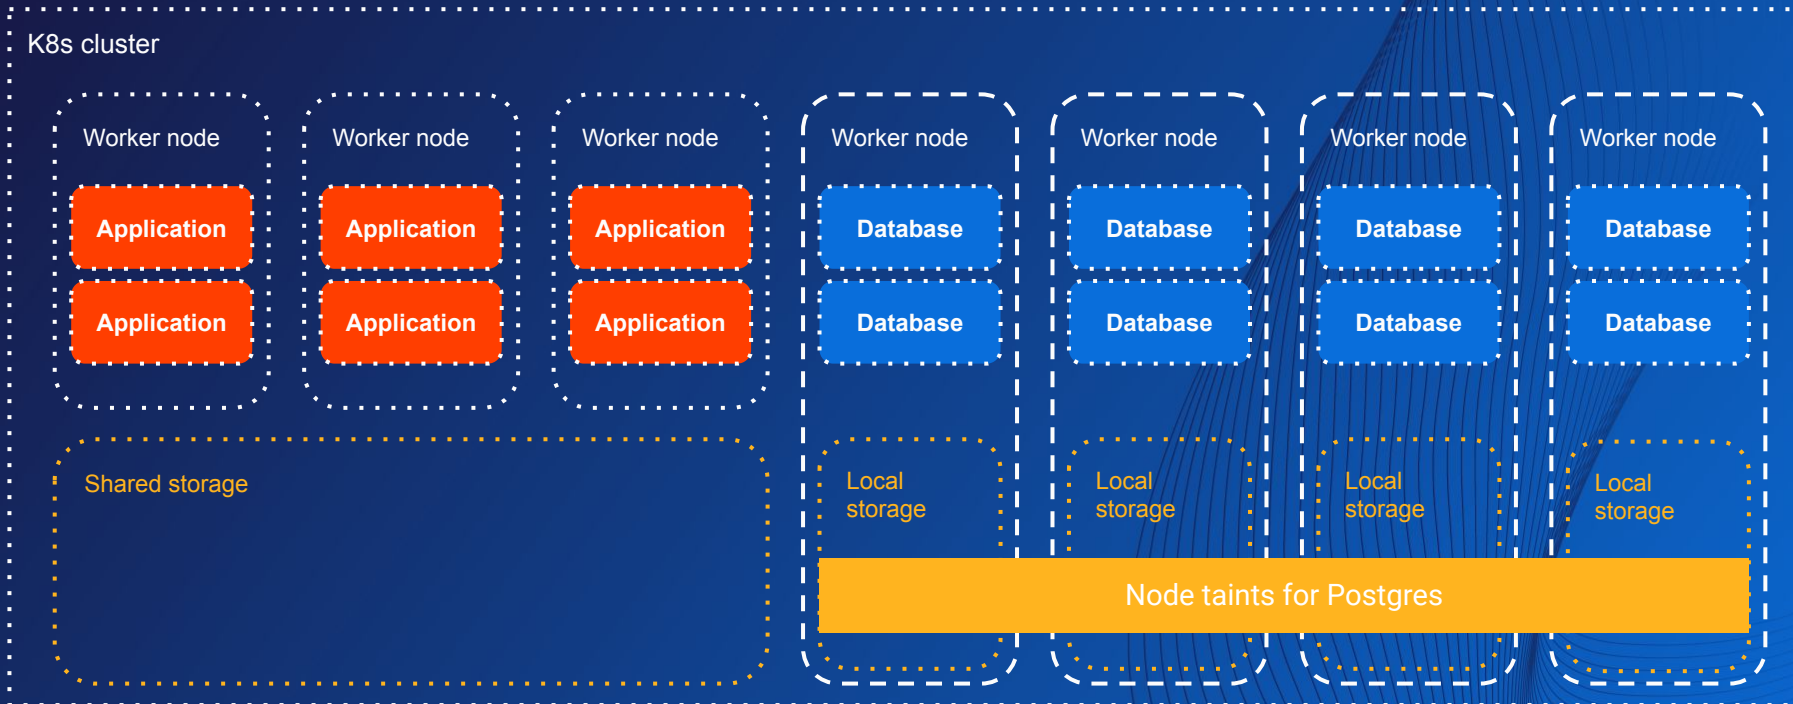 K8s cluster
Worker node
Worker node
Worker node
Worker node
Worker node
Worker node
Worker node
Application
Application
Application
Database
Database
Database
Database
Application
Application
Application
Database
Database
Database
Database
Shared storage
Local
storage
Local
storage
Local
storage
Local
storage
Node taints for Postgres